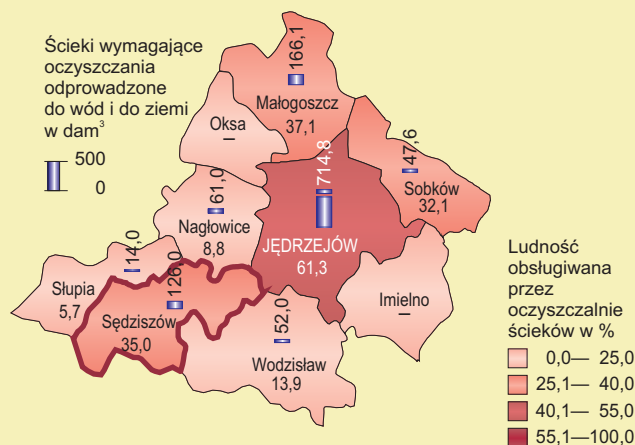 Ścieki wymagające
oczyszczania
odprowadzone
do wód i do ziemi
w dam³
500
0
166,1
Małogoszcz
37,1
Oksa
—
47,6
Sobków
32,1
714,8
JĘDRZEJÓW
61,3
61,0
Nagłowice
8,8
14,0
Słupia
5,7
126,0
Sędziszów
35,0
52,0
Wodzisław
13,9
Imielno
—
Ludność
obsługiwana
przez
oczyszczalnie
ścieków w %
0,0— 25,0
25,1— 40,0
40,1— 55,0
55,1—100,0